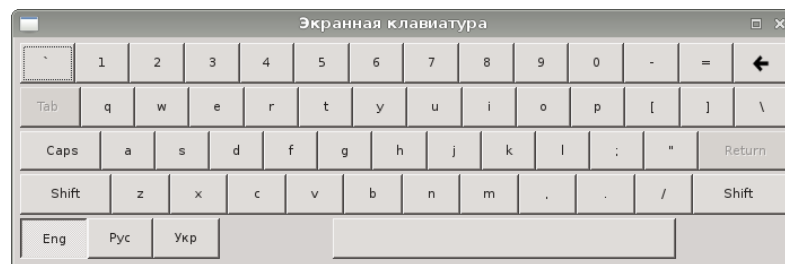 Экранная клавиатура
` 1 2 3 4 5 6 7 8 9 0 - = ←
Tab q w e r t y u i o p [ ] \
Caps a s d f g h j k l ; " Return
Shift z x c v b n m , . / Shift
Eng Рус Укр